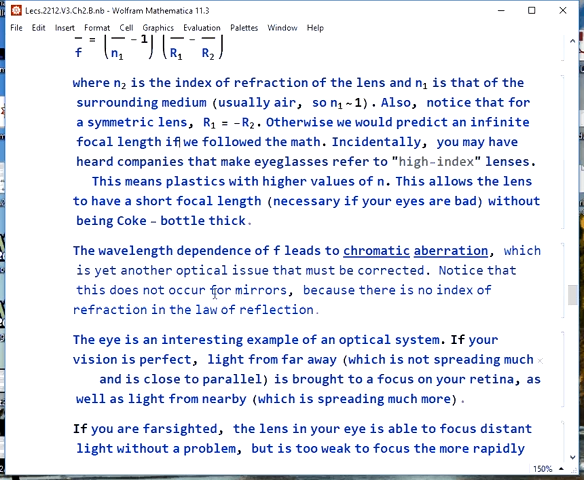 Lecs.2212.V3.Ch2.B.nb - Wolfram Mathematica 11.3
File Edit Insert Format Cell Graphics Evaluation Palettes Window Help
f = ( n₁ - 1) ( R₁ - R₂ )
where n₂ is the index of refraction of the lens and n₁ is that of the
surrounding medium (usually air, so n₁ ~ 1). Also, notice that for
a symmetric lens, R₁ = -R₂. Otherwise we would predict an infinite
focal length if we followed the math. Incidentally, you may have
heard companies that make eyeglasses refer to "high-index" lenses.
This means plastics with higher values of n. This allows the lens
to have a short focal length (necessary if your eyes are bad) without
being Coke - bottle thick.
The wavelength dependence of f leads to chromatic aberration, which
is yet another optical issue that must be corrected. Notice that
this does not occur for mirrors, because there is no index of
refraction in the law of reflection.
The eye is an interesting example of an optical system. If your
vision is perfect, light from far away (which is not spreading much
and is close to parallel) is brought to a focus on your retina, as
well as light from nearby (which is spreading much more).
If you are farsighted, the lens in your eye is able to focus distant
light without a problem, but is too weak to focus the more rapidly
150%